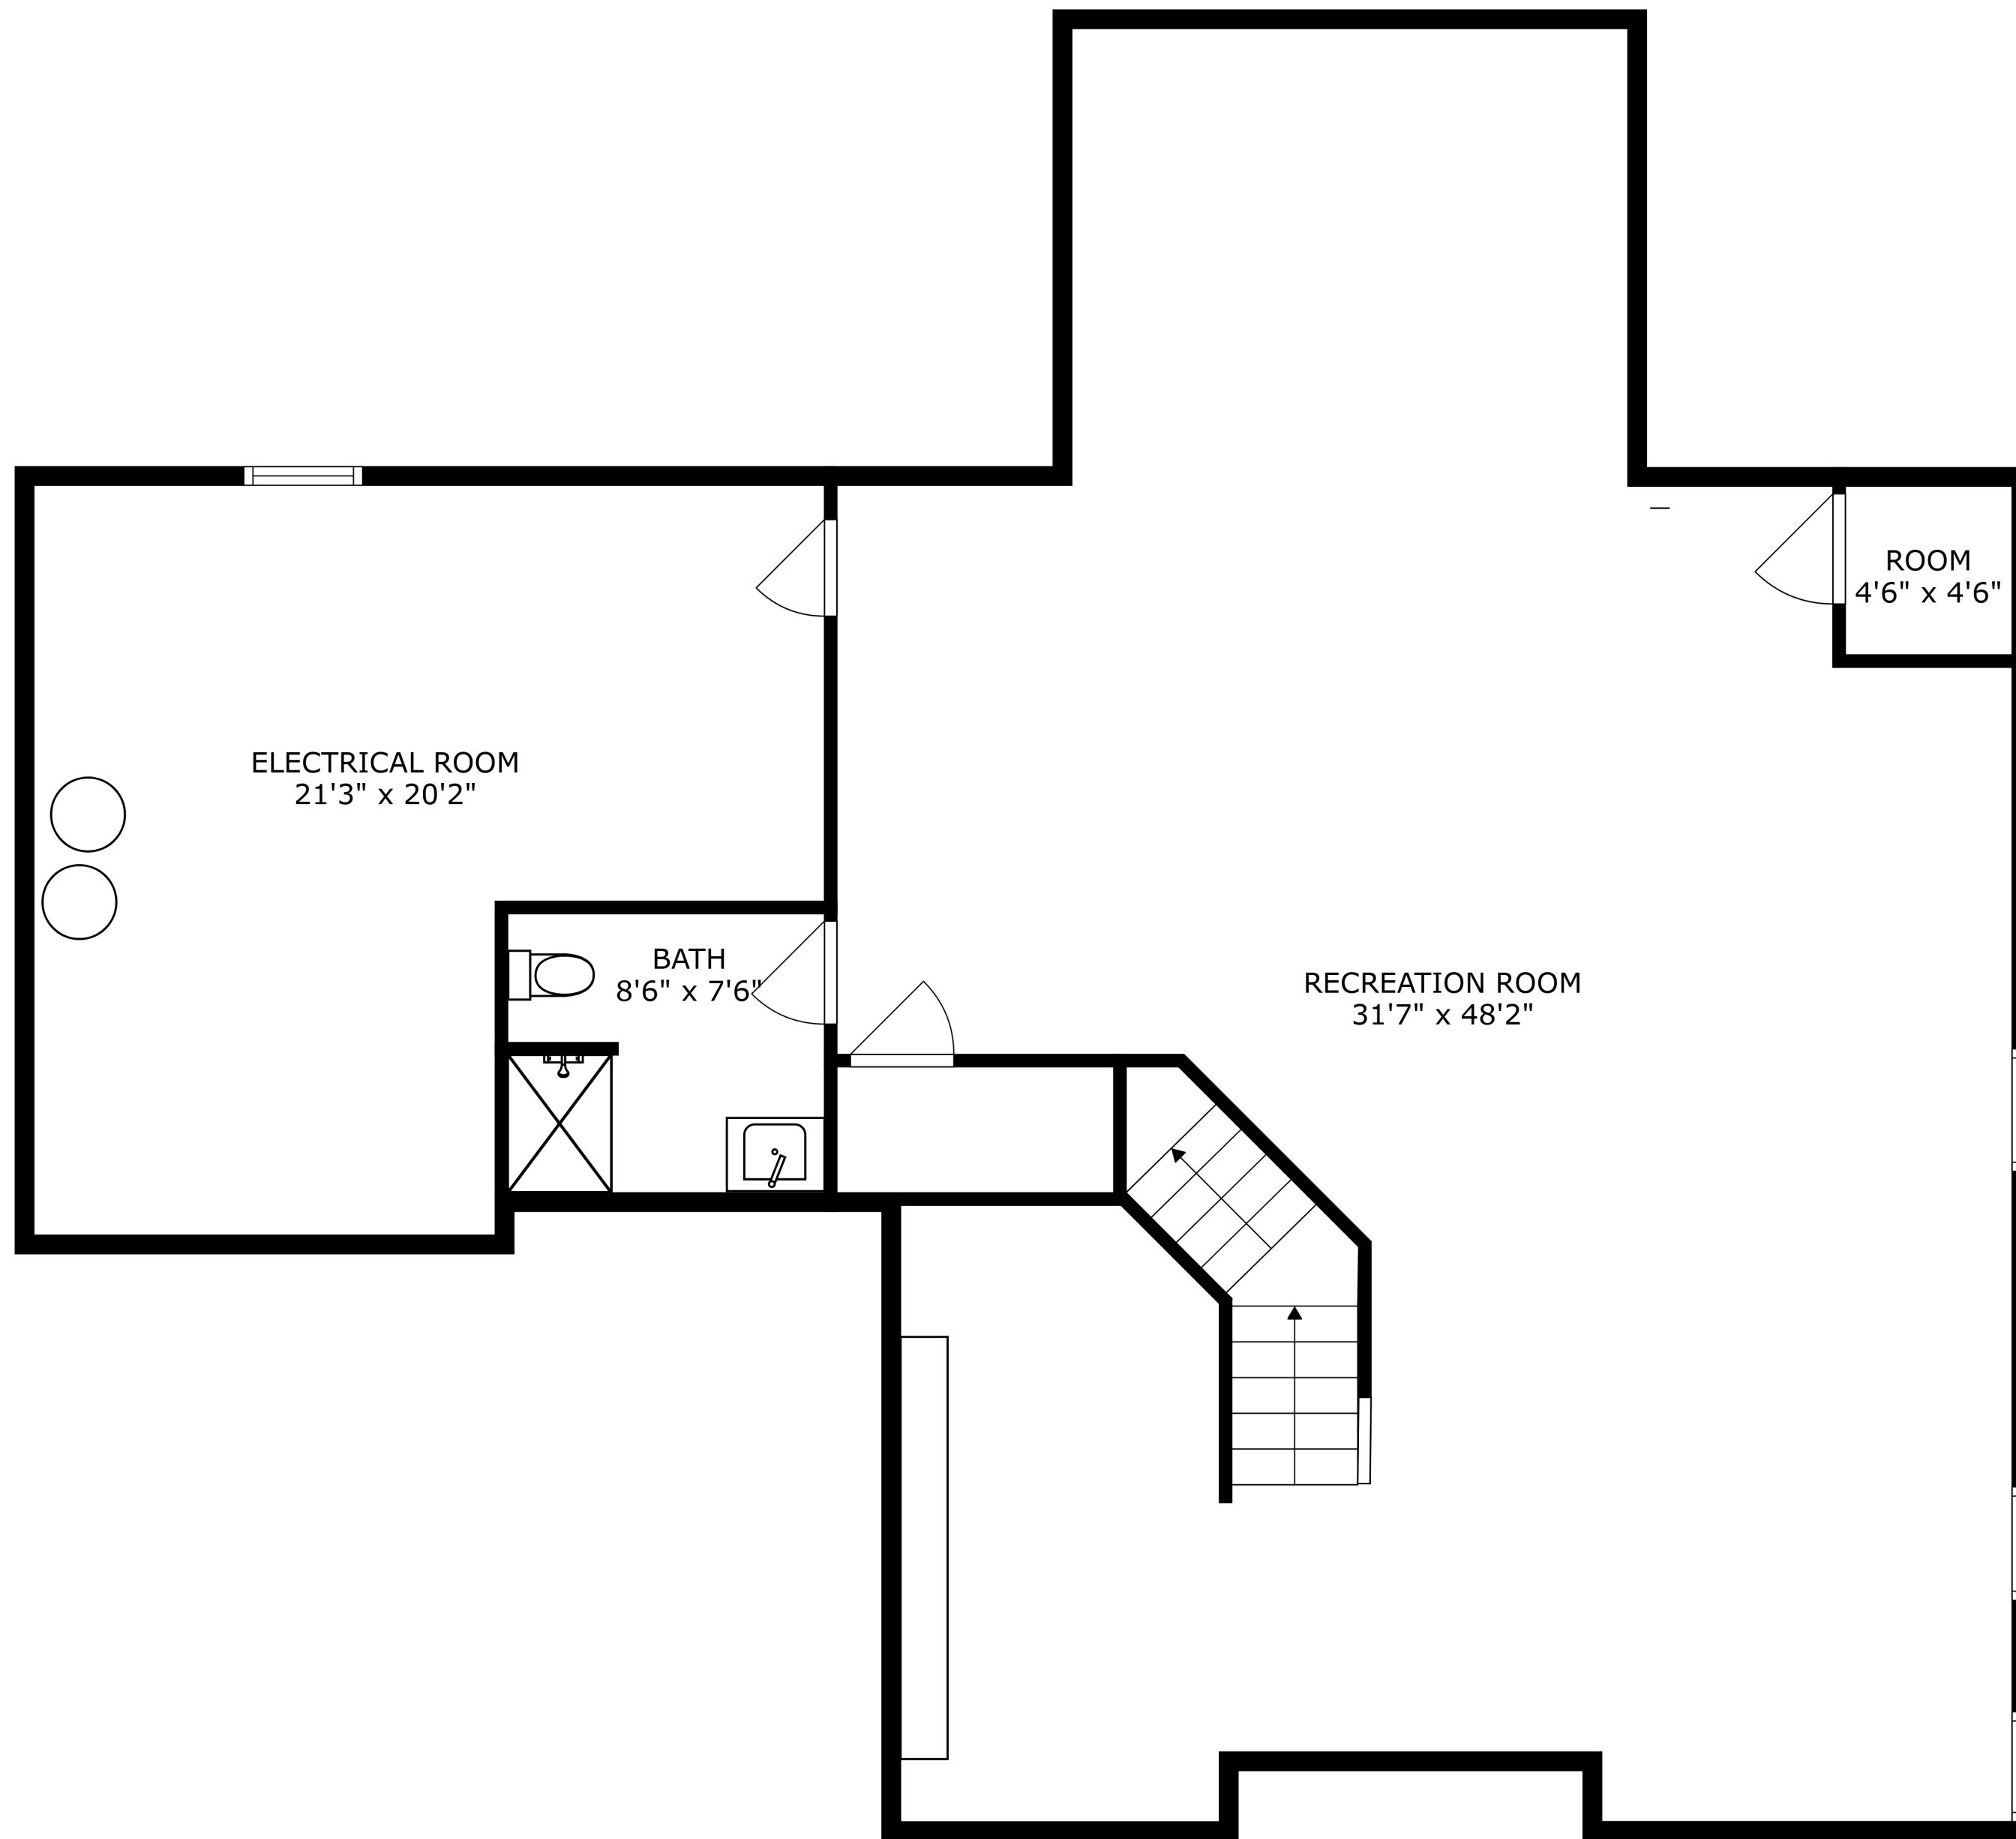 ROOM
4'6" x 4'6"
ELECTRICAL ROOM
21'3" x 20'2"
BATH
8'6" x 7'6"
RECREATION ROOM
31'7" x 48'2"